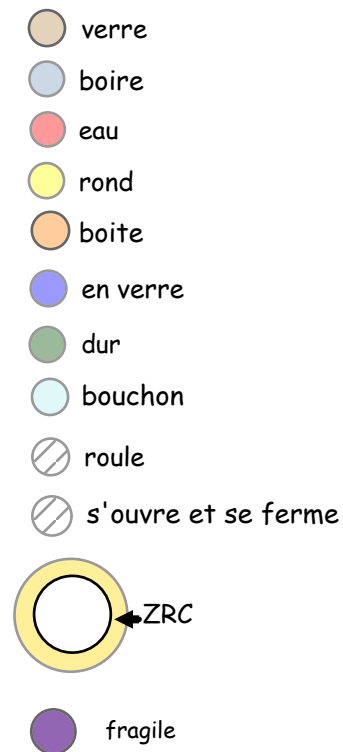 verre
boire
eau
rond
boite
en verre
dur
bouchon
roule
s'ouvre et se ferme
ZRC
fragile